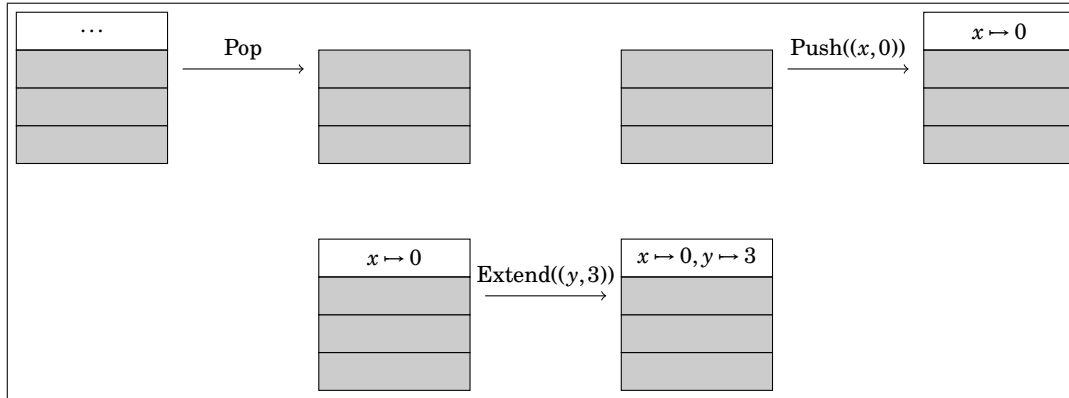 ⋯
Pop
Push((x,0))
x ↦ 0
x ↦ 0
Extend((y,3))
x ↦ 0, y ↦ 3